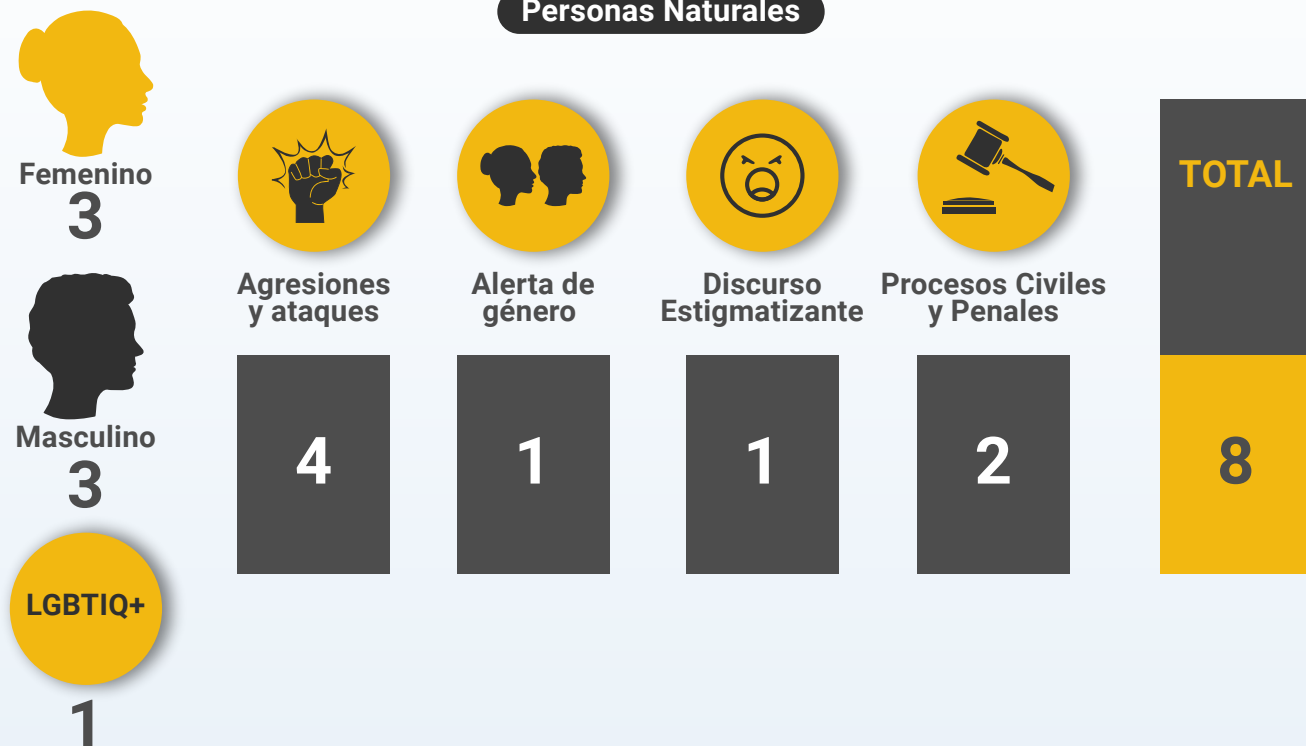 Personas Naturales
Femenino
3
Masculino
3
LGBTIQ+
1
Agresiones
y ataques
4
Alerta de
género
1
Discurso
Estigmatizante
1
Procesos Civiles
y Penales
2
TOTAL
8